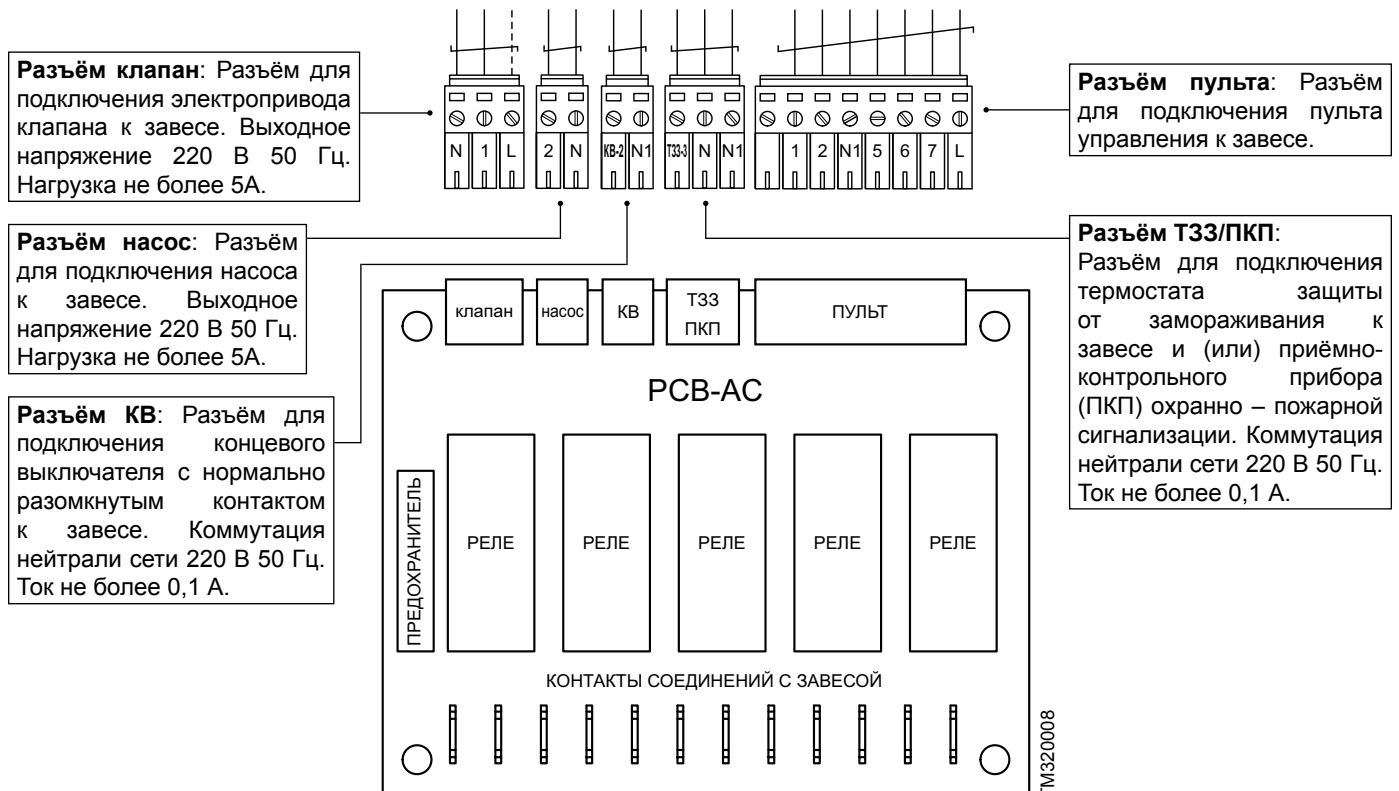 Разъём клапан: Разъём для
подключения электропривода
клапана к завесе. Выходное
напряжение 220 В 50 Гц.
Нагрузка не более 5А.
Разъём насос: Разъём
для подключения насоса
к завесе. Выходное
напряжение 220 В 50 Гц.
Нагрузка не более 5А.
Разъём КВ: Разъём для
подключения концевого
выключателя с нормально
разомкнутым контактом
к завесе. Коммутация
нейтрали сети 220 В 50 Гц.
Ток не более 0,1 А.
N 1 L 2 N КВ-2 N1 ТЗЗ-3 N N1 1 2 N1 5 6 7 L
Разъём пульта: Разъём
для подключения пульта
управления к завесе.
Разъём ТЗЗ/ПКП:
Разъём для подключения
термостата защиты
от замораживания к
завесе и (или) приёмно-
контрольного прибора
(ПКП) охранно – пожарной
сигнализации. Коммутация
нейтрали сети 220 В 50 Гц.
Ток не более 0,1 А.
клапан насос КВ ТЗЗ ПУЛЬТ
ПКП
PCB-AC
ПРЕДОХРАНИТЕЛЬ
РЕЛЕ РЕЛЕ РЕЛЕ РЕЛЕ РЕЛЕ
КОНТАКТЫ СОЕДИНЕНИЙ С ЗАВЕСОЙ
TM320008